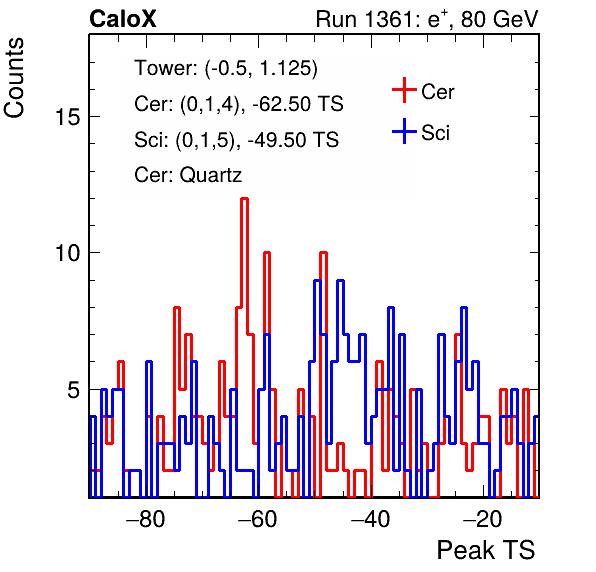 CaloX Run 1361: e⁺, 80 GeV
Counts
Tower: (-0.5, 1.125)
Cer: (0,1,4), -62.50 TS
Sci: (0,1,5), -49.50 TS
Cer: Quartz
Cer
Sci
15
10
5
−80 −60 −40 −20
Peak TS